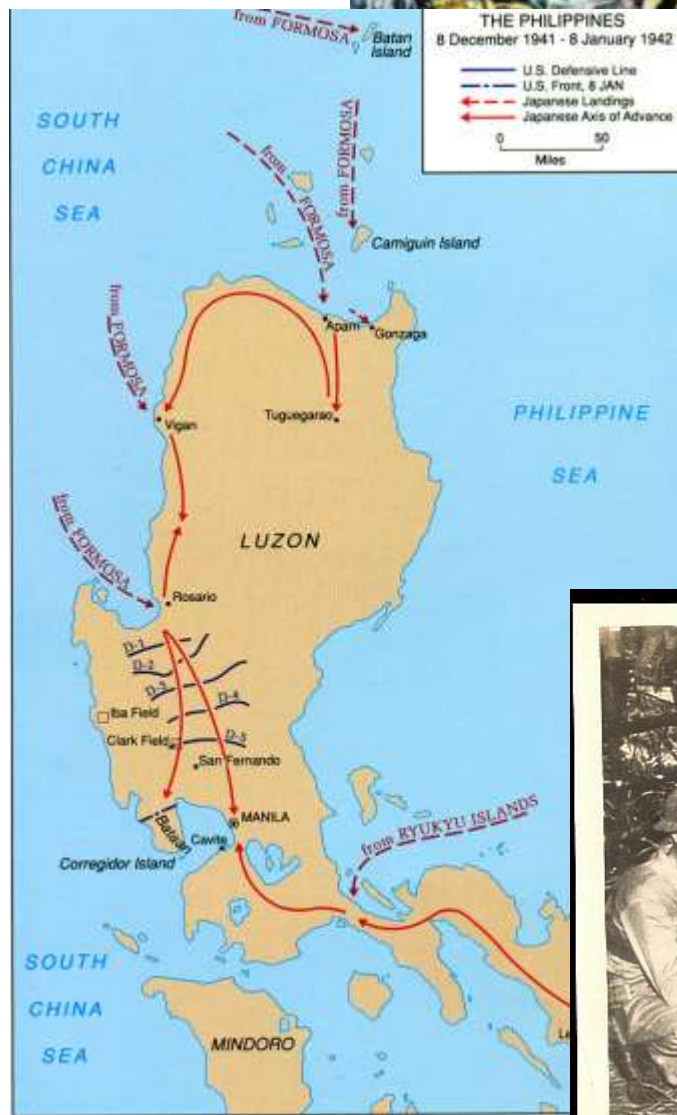 THE PHILIPPINES
8 December 1941 - 8 January 1942
U.S. Defensive Line
U.S. Front, 8 JAN
Japanese Landings
Japanese Axis of Advance
0 50
Miles
from FORMOSA
Batan
Island
SOUTH
CHINA
SEA
from FORMOSA
from FORMOSA
Camiguin Island
from FORMOSA
Aparri
Gonzaga
Vigan
Tuguegarao
PHILIPPINE
SEA
from FORMOSA
LUZON
Rosario
D-1
D-2
D-3
D-4
Iba Field
D-5
Clark Field
San Fernando
Bataan
MANILA
Cavite
Corregidor Island
from RYUKYU ISLANDS
SOUTH
CHINA
SEA
MINDORO
Le